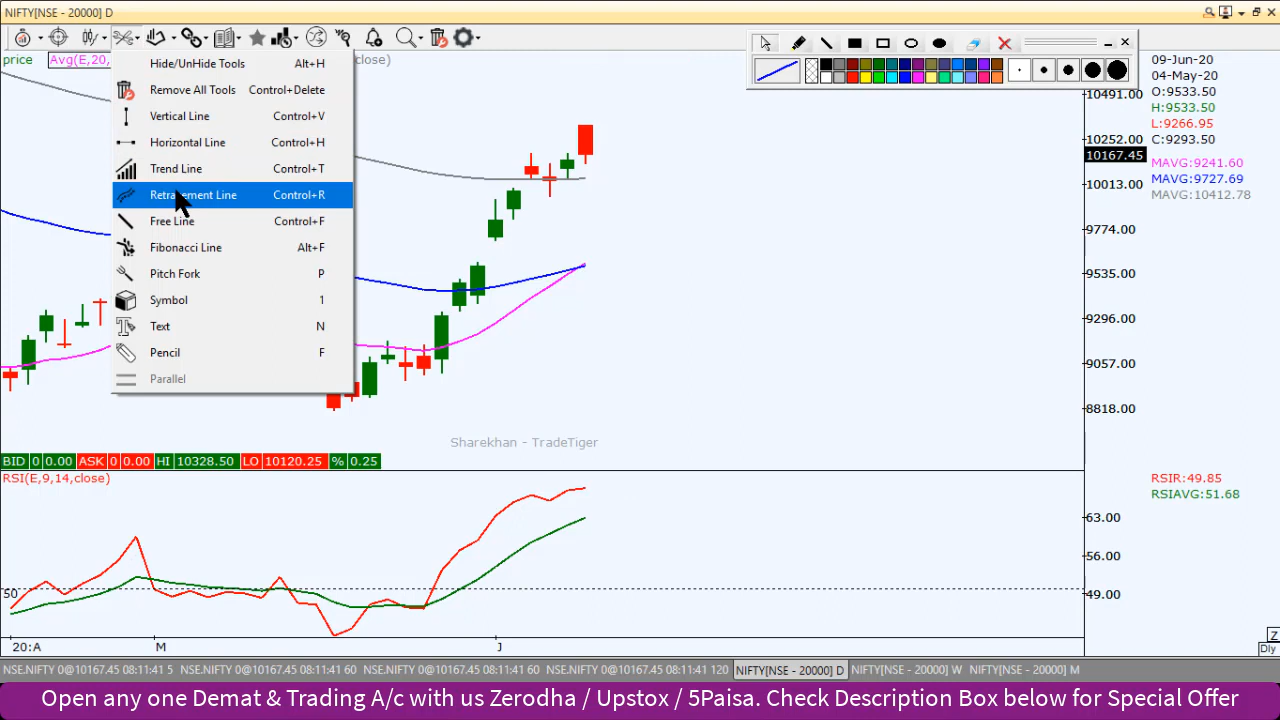 NIFTY[NSE - 20000] D
price
Avg(E,20,
close)
Hide/UnHide Tools Alt+H
Remove All Tools Control+Delete
Vertical Line Control+V
Horizontal Line Control+H
Trend Line Control+T
Retracement Line Control+R
Free Line Control+F
Fibonacci Line Alt+F
Pitch Fork P
Symbol 1
Text N
Pencil F
Parallel
10491.00
10252.00
10167.45
10013.00
9774.00
9535.00
9296.00
9057.00
8818.00
09-Jun-20
04-May-20
O:9533.50
H:9533.50
L:9266.95
C:9293.50
MAVG:9241.60
MAVG:9727.69
MAVG:10412.78
Sharekhan - TradeTiger
BID 0 0.00 ASK 0 0.00 HI 10328.50 LO 10120.25 % 0.25
RSI(E,9,14,close)
RSIR:49.85
RSIAVG:51.68
63.00
56.00
49.00
50
20:A M J
Z
Dly
NSE.NIFTY 0@10167.45 08:11:41 5 NSE.NIFTY 0@10167.45 08:11:41 60 NSE.NIFTY 0@10167.45 08:11:41 60 NSE.NIFTY 0@10167.45 08:11:41 120 NIFTY[NSE - 20000] D NIFTY[NSE - 20000] W NIFTY[NSE - 20000] M
Open any one Demat & Trading A/c with us Zerodha / Upstox / 5Paisa. Check Description Box below for Special Offer